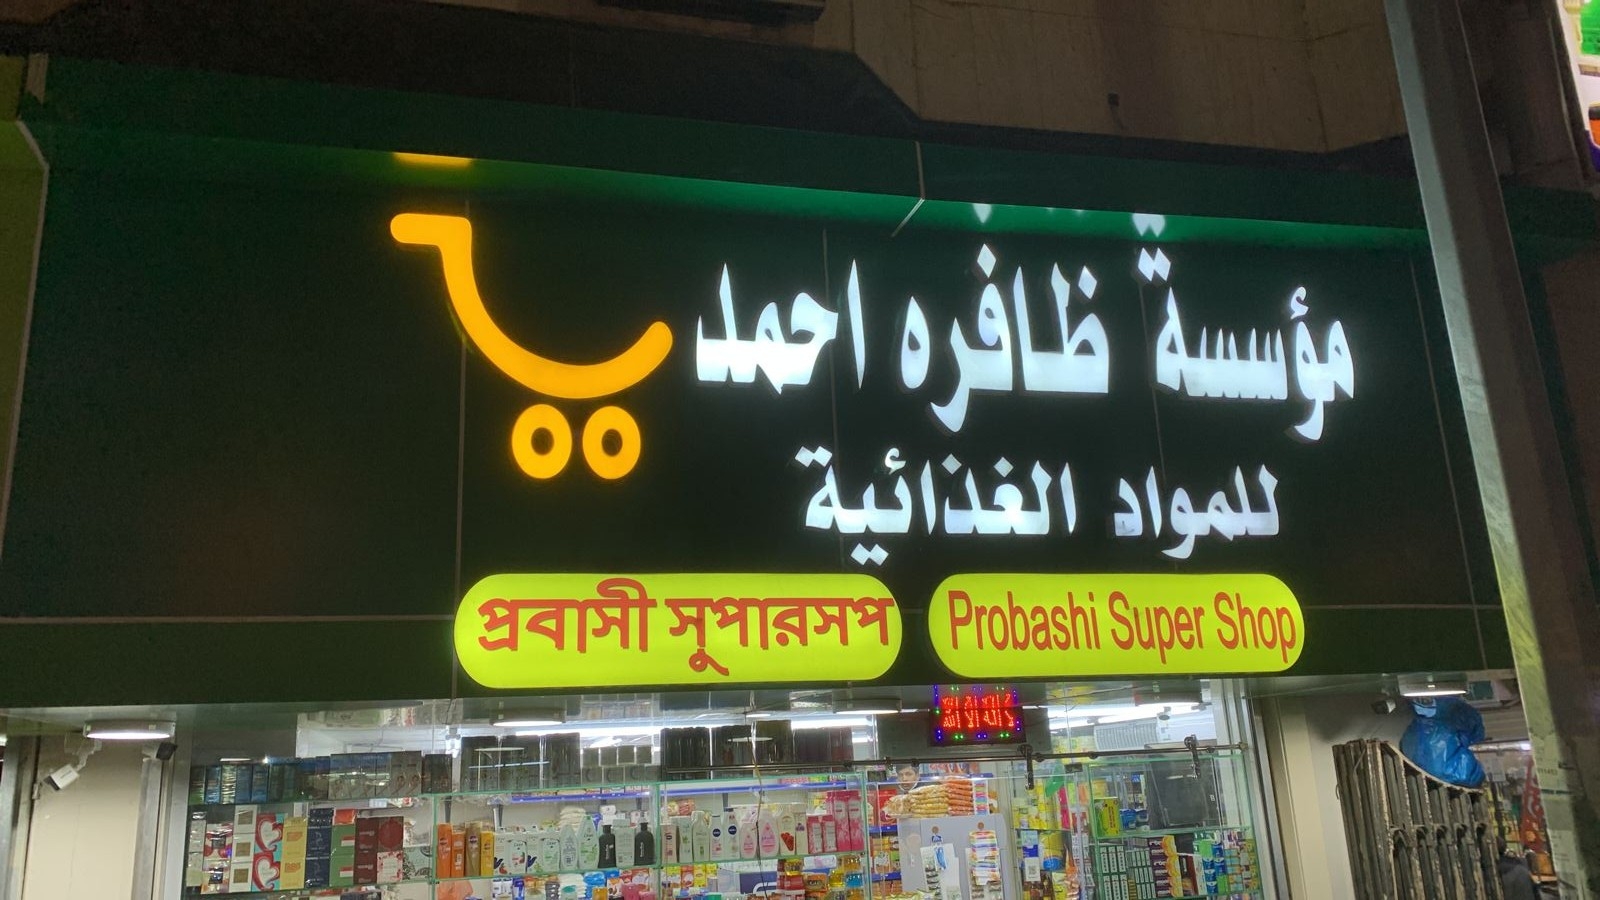 مؤسسة ظافره احمد
للمواد الغذائية
প্রবাসী সুপারসপ
Probashi Super Shop